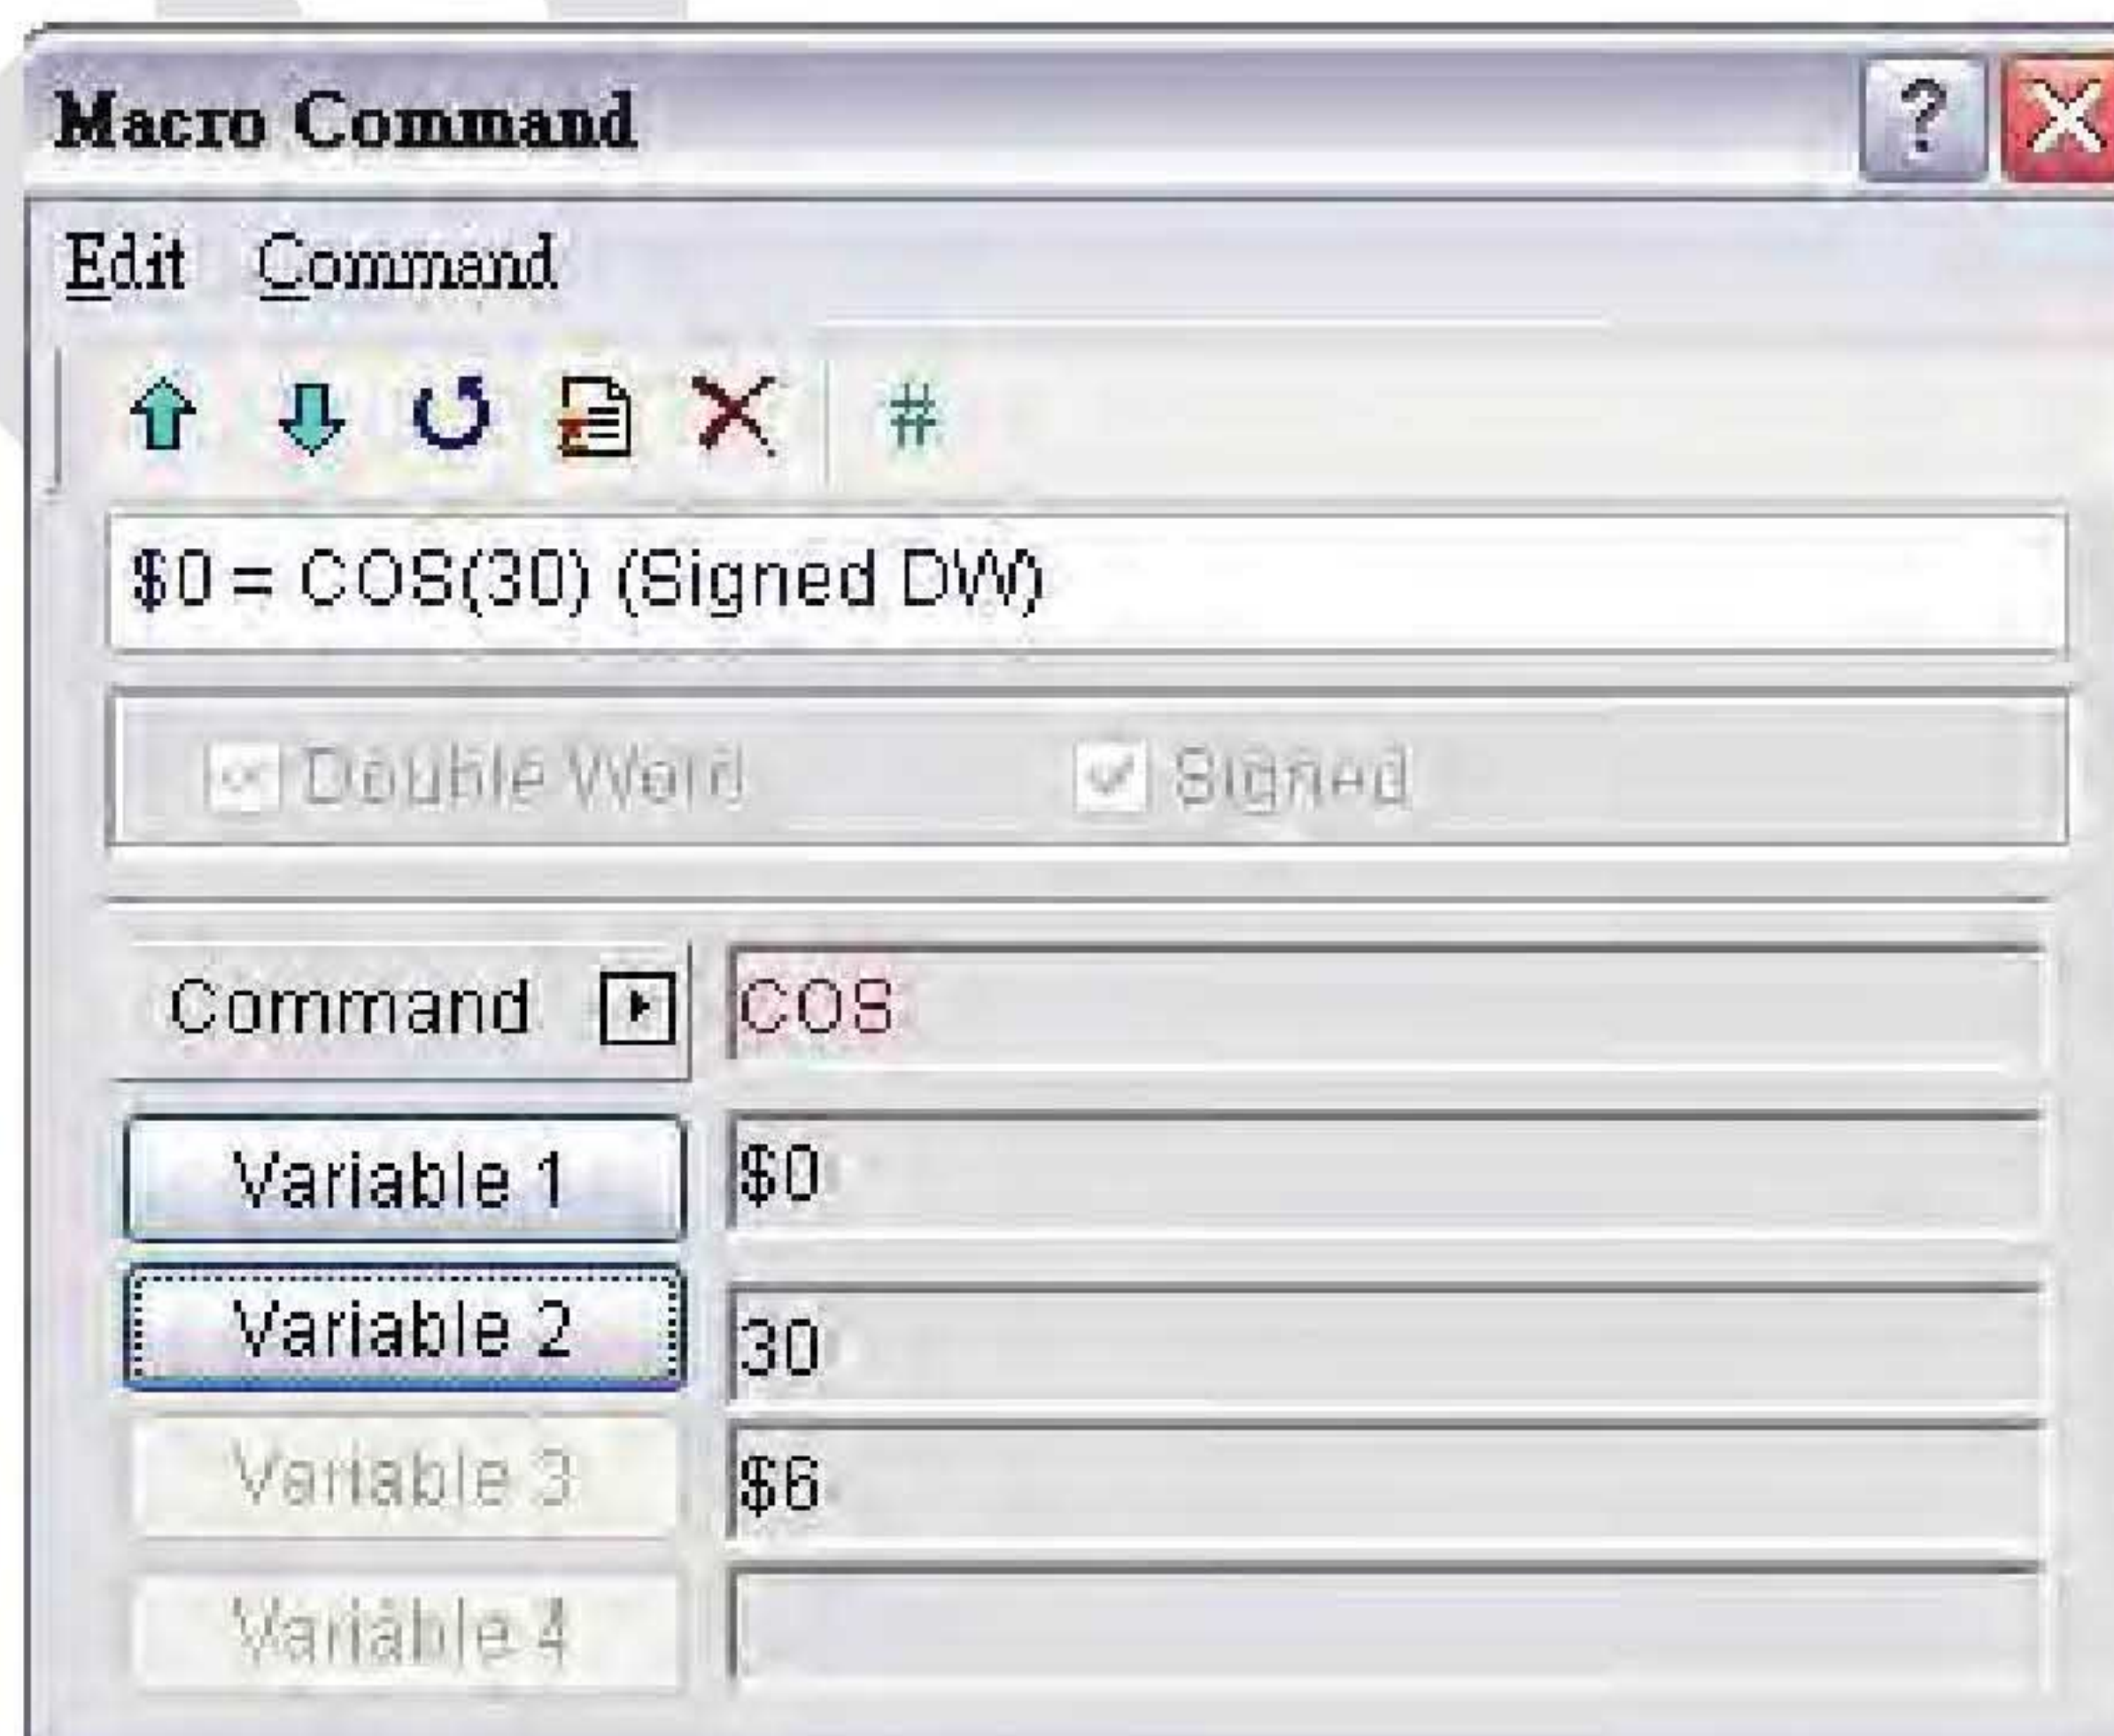 Macro Command
?
Edit Command
#
$0 = COS(30) (Signed DW)
Double Word Signed
Command COS
Variable 1 $0
Variable 2 30
Variable 3 $6
Variable 4